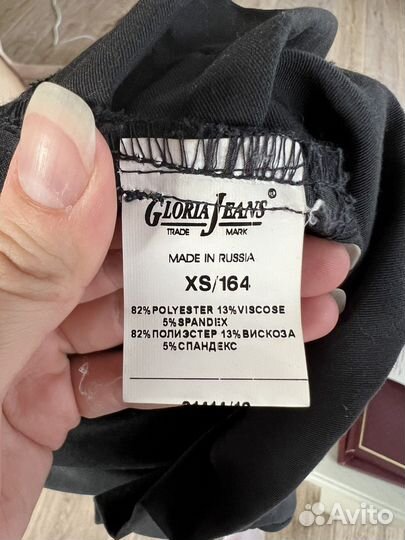 GLORIA JEANS ®
TRADE MARK
MADE IN RUSSIA
XS/164
82%POLYESTER 13%VISCOSE
5%SPANDEX
82%ПОЛИЭСТЕР 13%ВИСКОЗА
5%СПАНДЕКС
Avito